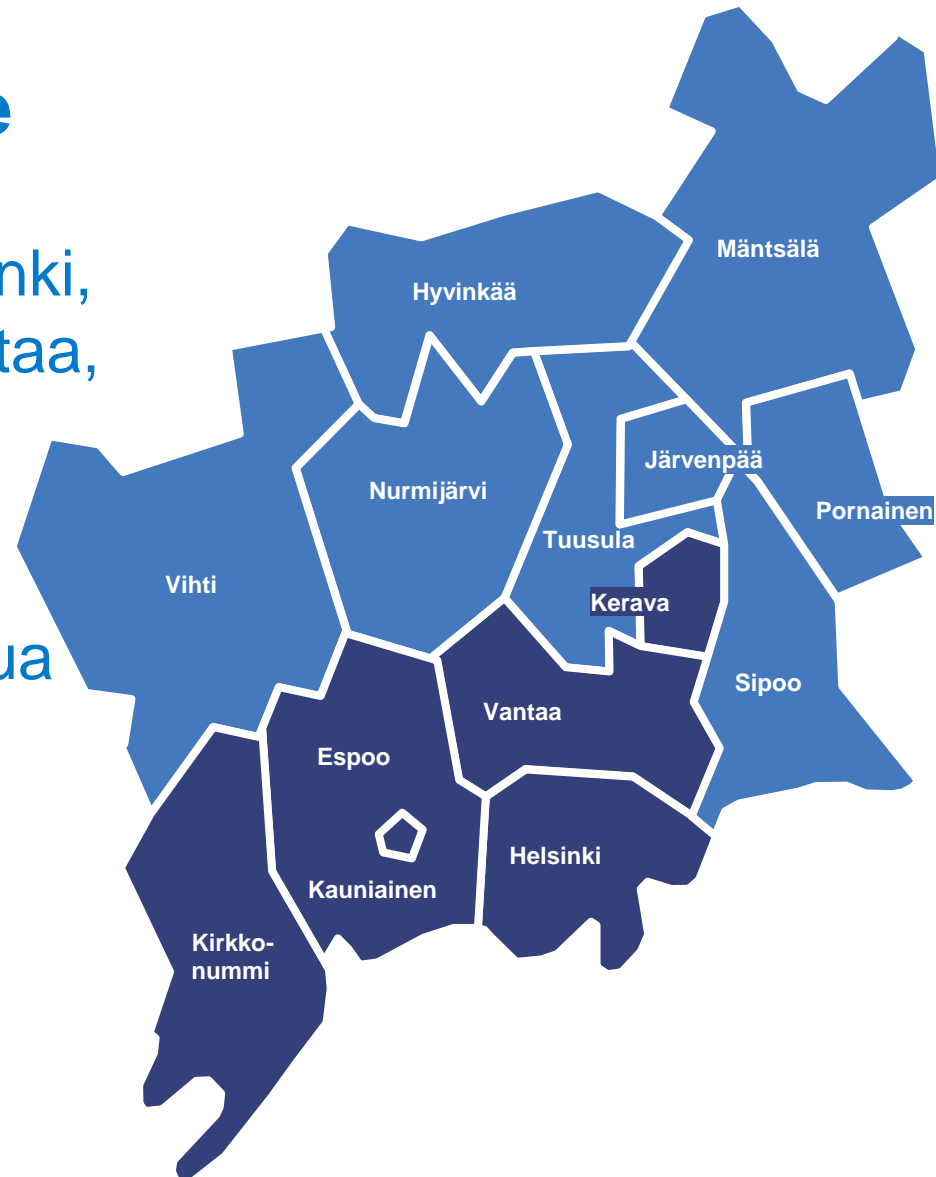 e
nki,
taa,
ua
Mäntsälä
Hyvinkää
Järvenpää
Nurmijärvi
Pornainen
Tuusula
Vihti
Kerava
Sipoo
Vantaa
Espoo
Helsinki
Kauniainen
Kirkko-
nummi